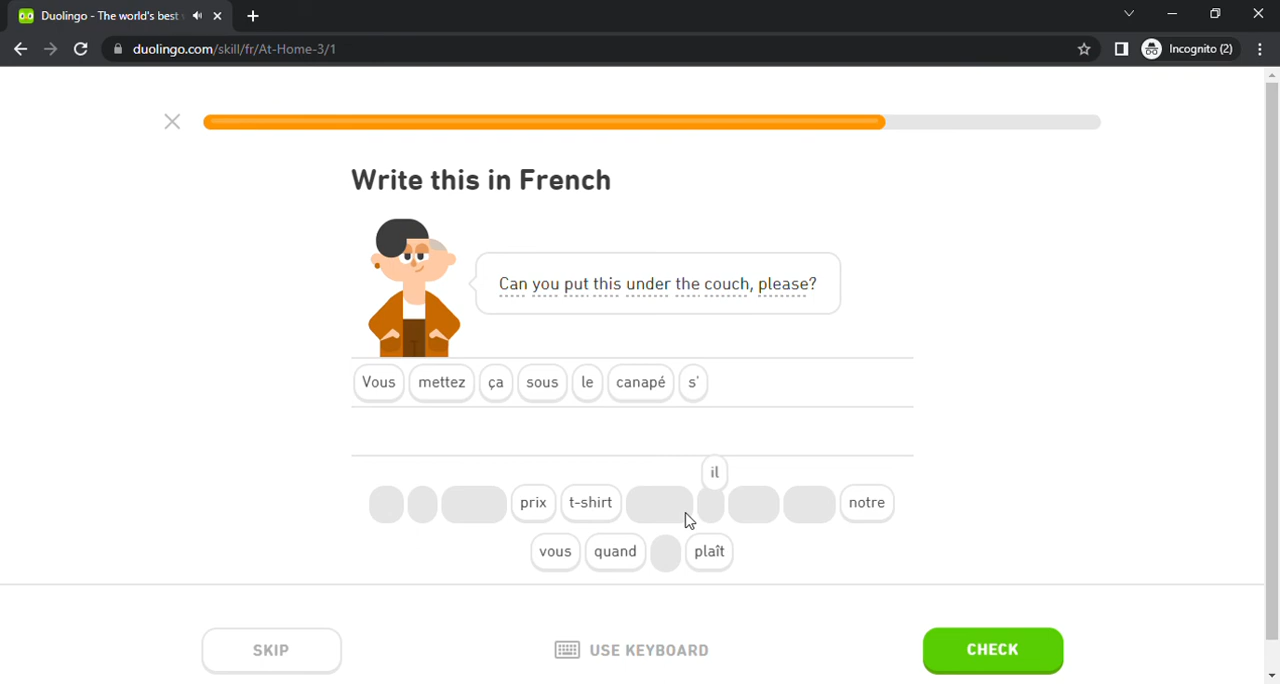 Duolingo - The world's best
duolingo.com/skill/fr/At-Home-3/1
Incognito (2)
Write this in French
Can you put this under the couch, please?
Vous mettez ça sous le canapé s'
il
prix t-shirt notre
vous quand plaît
SKIP USE KEYBOARD CHECK